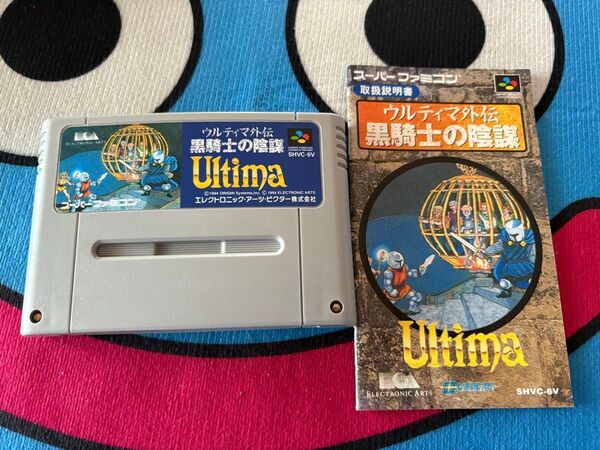 ELECTRONIC ARTS
ウルティマ外伝
黒騎士の陰謀
SHVC-6V
Ultima
スーパーファミコン
©1994 ORIGIN Systems,Inc. ©1994 ELECTRONIC ARTS
エレクトロニック・アーツ・ビクター株式会社
スーパーファミコン
取扱説明書
ウルティマ外伝
黒騎士の陰謀
Ultima
ELECTRONIC ARTS
ORIGIN
SHVC-6V